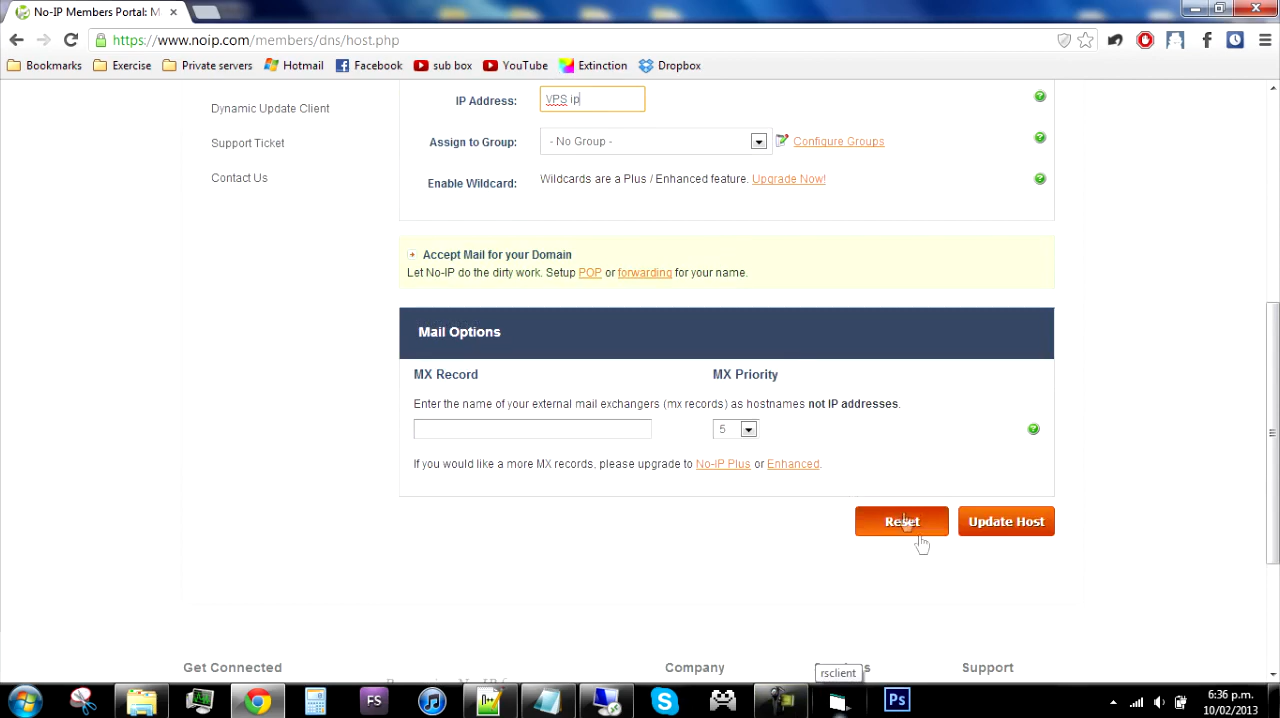 No-IP Members Portal: M
https://www.noip.com/members/dns/host.php
Bookmarks Exercise Private servers Hotmail Facebook sub box YouTube Extinction Dropbox
IP Address: VPS ip
Dynamic Update Client
Assign to Group: - No Group - Configure Groups
Support Ticket
Contact Us
Enable Wildcard: Wildcards are a Plus / Enhanced feature. Upgrade Now!
Accept Mail for your Domain
Let No-IP do the dirty work. Setup POP or forwarding for your name.
Mail Options
MX Record MX Priority
Enter the name of your external mail exchangers (mx records) as hostnames not IP addresses.
5
If you would like a more MX records, please upgrade to No-IP Plus or Enhanced.
Reset Update Host
Get Connected Company Support
rsclient
FS Ps
6:36 p.m.
10/02/2013